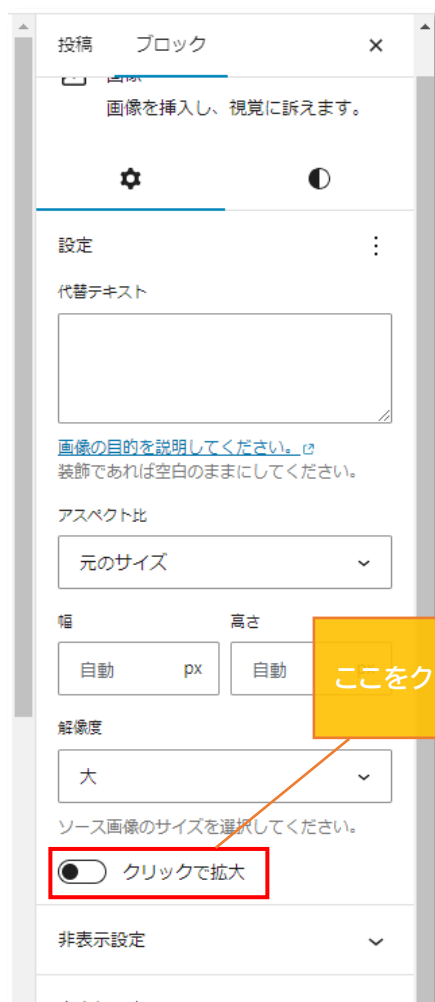 投稿 ブロック
画像
画像を挿入し、視覚に訴えます。
設定
代替テキスト
画像の目的を説明してください。
装飾であれば空白のままにしてください。
アスペクト比
元のサイズ
幅 高さ
自動 px 自動 px
ここをク
解像度
大
ソース画像のサイズを選択してください。
クリックで拡大
非表示設定